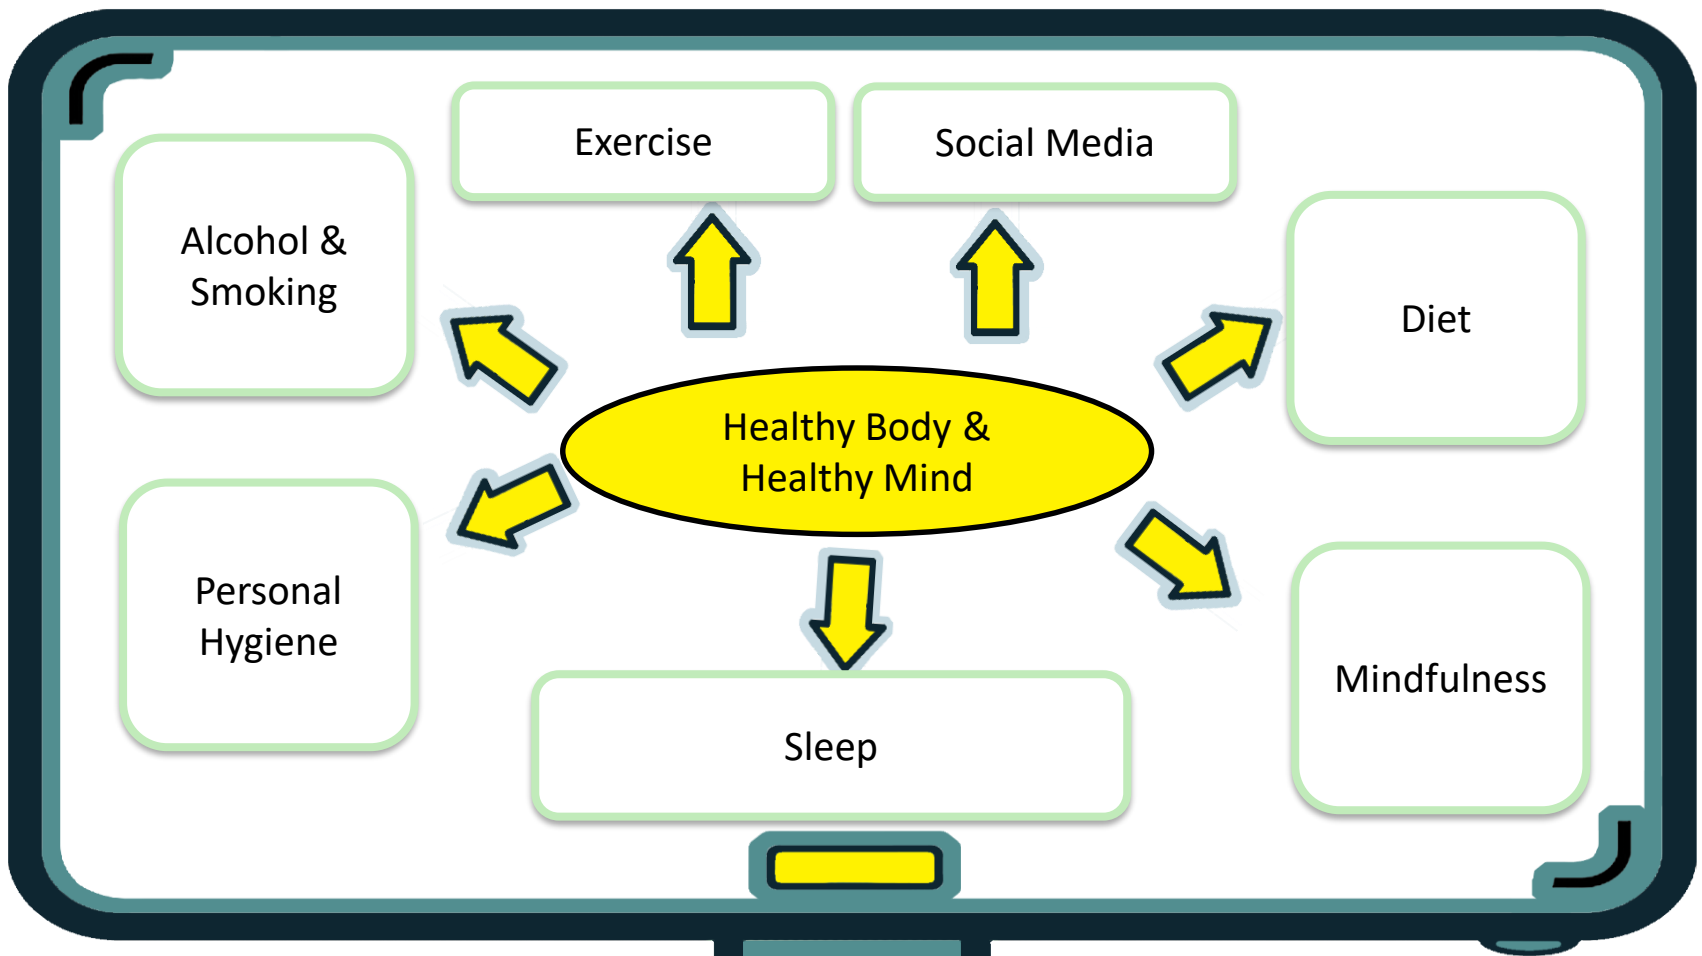 Exercise
Social Media
Alcohol &
Smoking
Diet
Healthy Body &
Healthy Mind
Personal
Hygiene
Mindfulness
Sleep